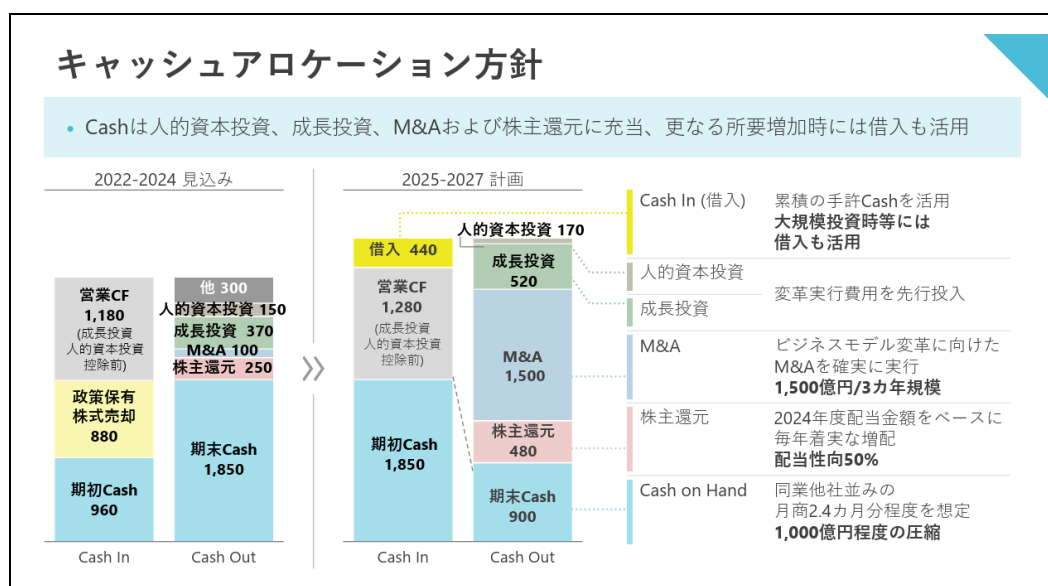 キャッシュアロケーション方針
• Cashは人的資本投資、成長投資、M&Aおよび株主還元に充当、更なる所要増加時には借入も活用
2022-2024 見込み
営業CF
1,180
(成長投資
人的資本投資
控除前)
政策保有
株式売却
880
期初Cash
960
Cash In
他 300
人的資本投資 150
成長投資 370
M&A 100
株主還元 250
期末Cash
1,850
Cash Out
2025-2027 計画
借入 440
営業CF
1,280
(成長投資
人的資本投資
控除前)
期初Cash
1,850
Cash In
人的資本投資 170
成長投資
520
M&A
1,500
株主還元
480
期末Cash
900
Cash Out
Cash In (借入)
累積の手許Cashを活用
大規模投資時等には
借入も活用
人的資本投資
成長投資
変革実行費用を先行投入
M&A
ビジネスモデル変革に向けた
M&Aを確実に実行
1,500億円/3カ年規模
株主還元
2024年度配当金額をベースに
毎年着実な増配
配当性向50%
Cash on Hand
同業他社並みの
月商2.4カ月分程度を想定
1,000億円程度の圧縮